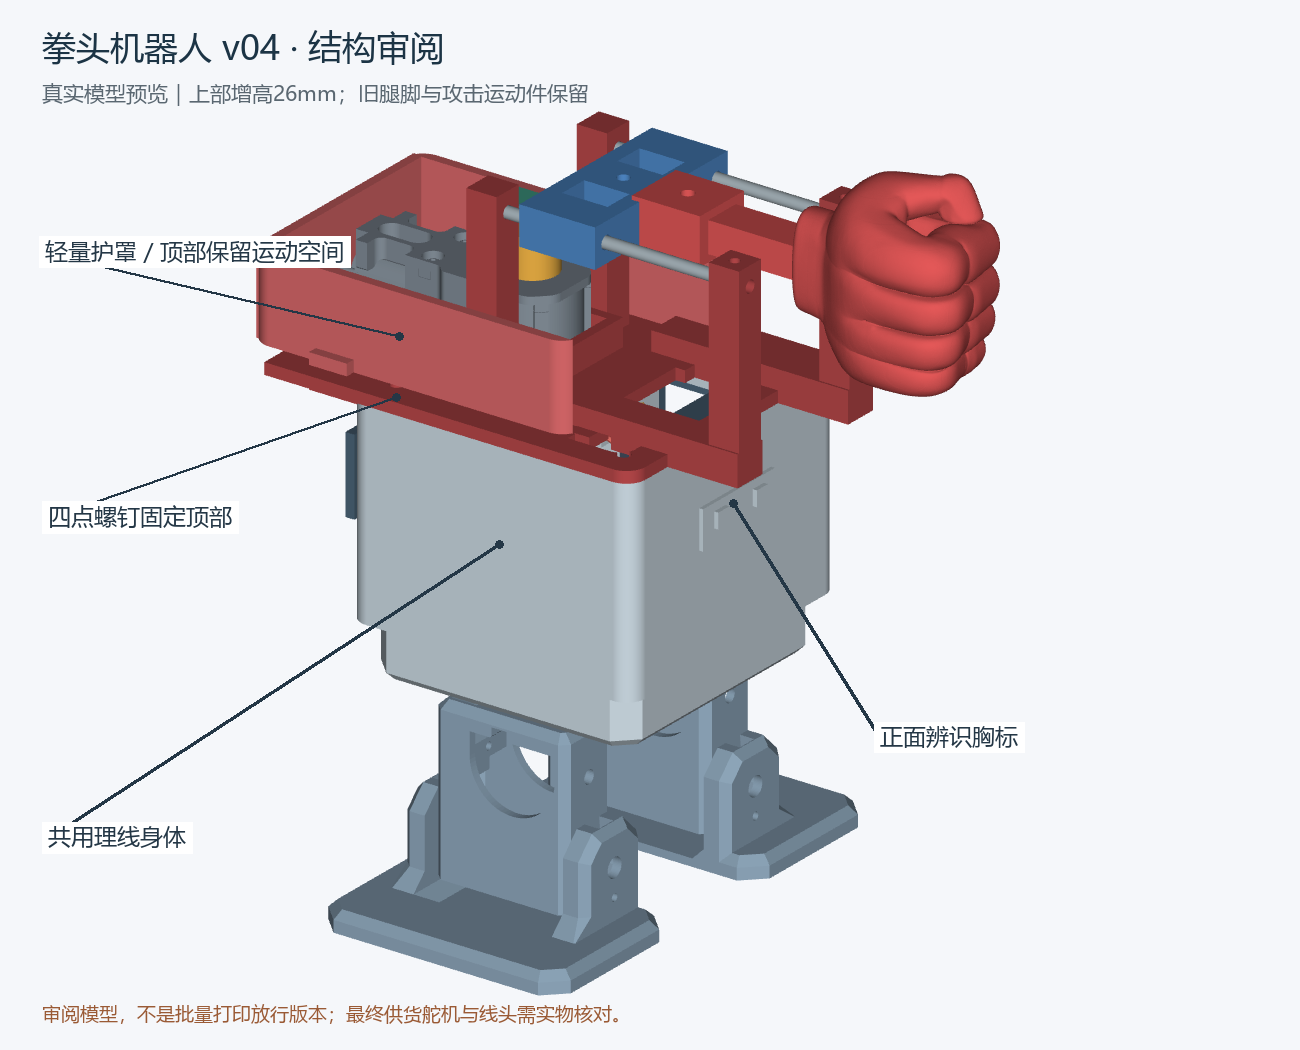 拳头机器人 v04 · 结构审阅
真实模型预览 | 上部增高26mm；旧腿脚与攻击运动件保留
轻量护罩 / 顶部保留运动空间
四点螺钉固定顶部
正面辨识胸标
共用理线身体
审阅模型，不是批量打印放行版本；最终供货舵机与线头需实物核对。